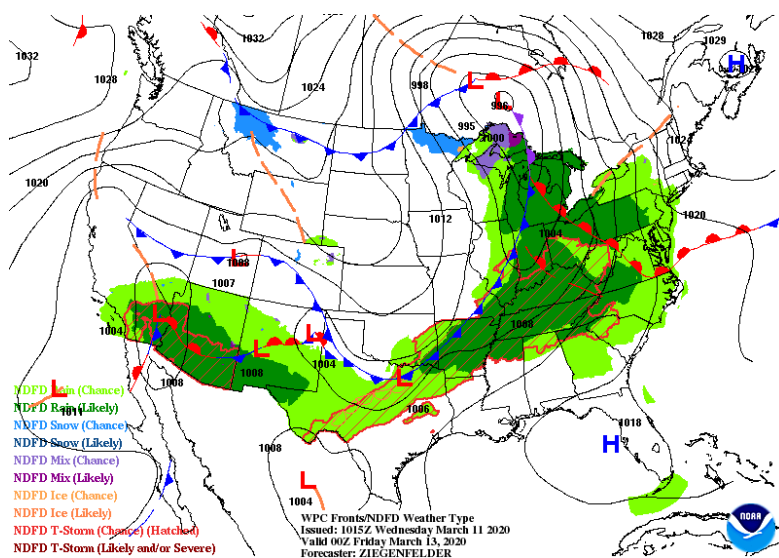 1032
1032
1028
1024
998
996
995
1000
1028
1029
H
1024
1020
1012
1020
1004
L
1008
1007
1004
L
L
L
1004
1008
1008
1008
L
1006
1018
H
1008
L
1004
L
1011
NDFD Rain (Chance)
NDFD Rain (Likely)
NDFD Snow (Chance)
NDFD Snow (Likely)
NDFD Mix (Chance)
NDFD Mix (Likely)
NDFD Ice (Chance)
NDFD Ice (Likely)
NDFD T-Storm (Chance) (Hatched)
NDFD T-Storm (Likely and/or Severe)
WPC Fronts/NDFD Weather Type
Issued: 1015Z Wednesday March 11 2020
Valid 00Z Friday March 13, 2020
Forecaster: ZIEGENFELDER
NOAA